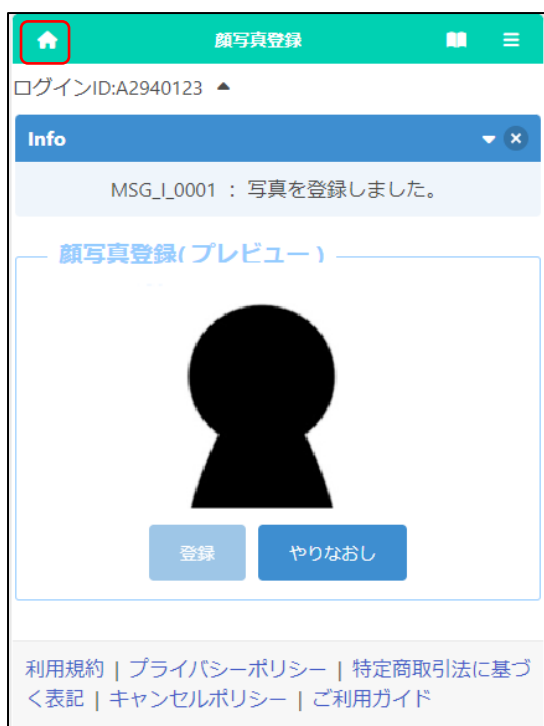 顔写真登録
ログインID:A2940123
Info
MSG_I_0001 : 写真を登録しました。
顔写真登録(プレビュー)
登録 やりなおし
利用規約 | プライバシーポリシー | 特定商取引法に基づ
く表記 | キャンセルポリシー | ご利用ガイド